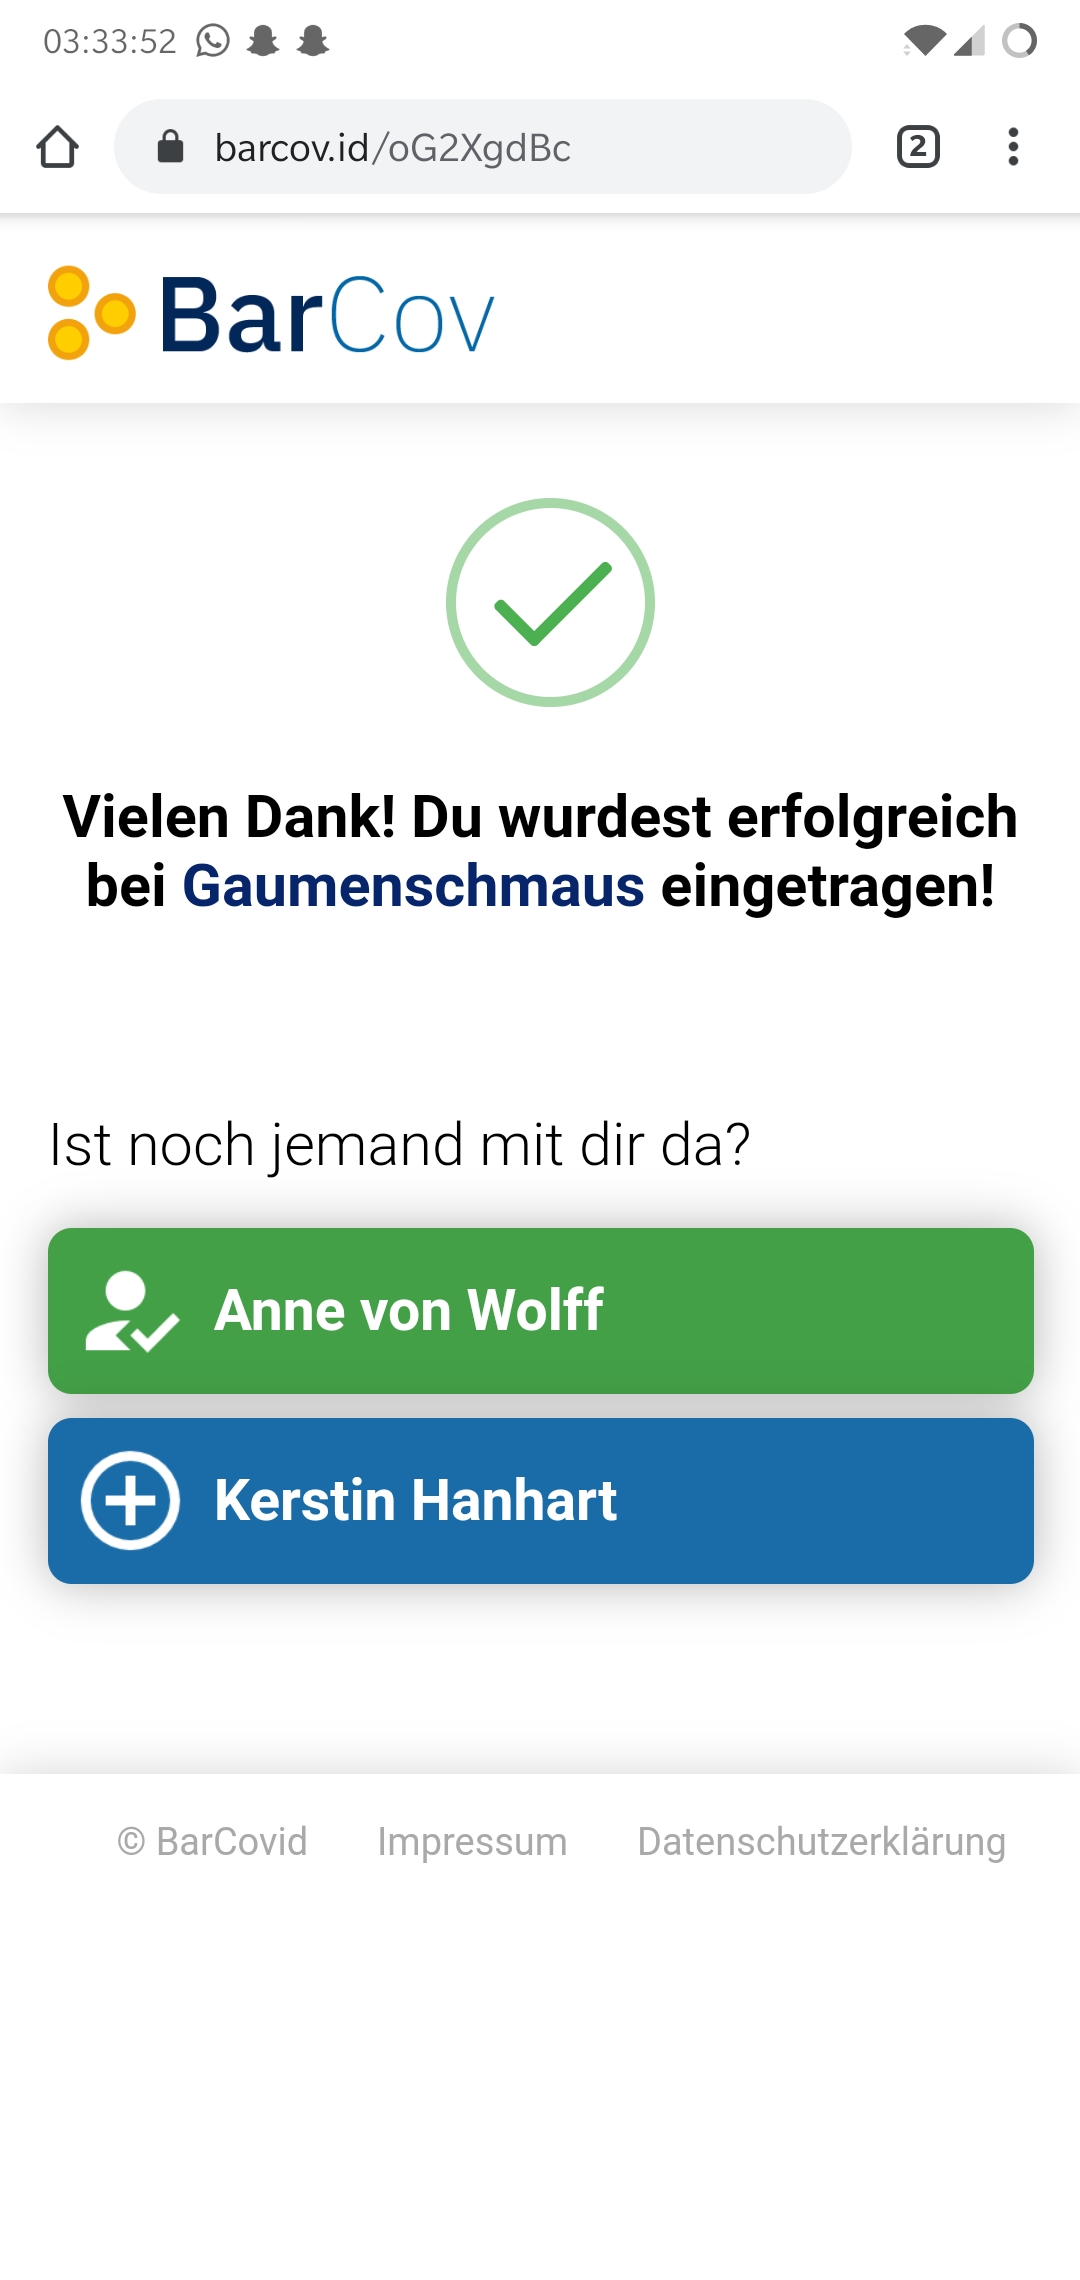 03:33:52
barcov.id/oG2XgdBc
2
BarCov
Vielen Dank! Du wurdest erfolgreich
bei Gaumenschmaus eingetragen!
Ist noch jemand mit dir da?
Anne von Wolff
Kerstin Hanhart
© BarCovid Impressum Datenschutzerklärung